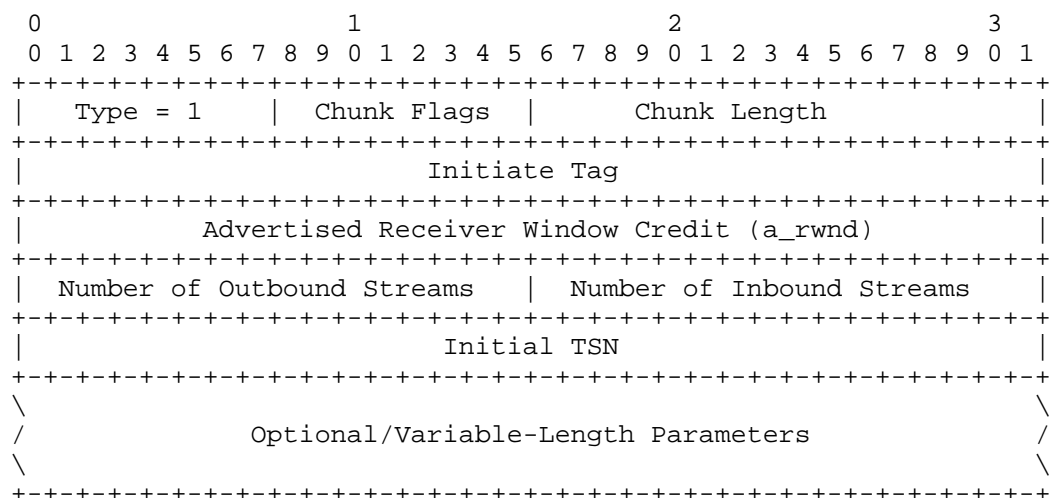 0                   1                   2                   3
 0 1 2 3 4 5 6 7 8 9 0 1 2 3 4 5 6 7 8 9 0 1 2 3 4 5 6 7 8 9 0 1
+-+-+-+-+-+-+-+-+-+-+-+-+-+-+-+-+-+-+-+-+-+-+-+-+-+-+-+-+-+-+-+-+
|   Type = 1    |  Chunk Flags  |      Chunk Length             |
+-+-+-+-+-+-+-+-+-+-+-+-+-+-+-+-+-+-+-+-+-+-+-+-+-+-+-+-+-+-+-+-+
|                         Initiate Tag                          |
+-+-+-+-+-+-+-+-+-+-+-+-+-+-+-+-+-+-+-+-+-+-+-+-+-+-+-+-+-+-+-+-+
|           Advertised Receiver Window Credit (a_rwnd)          |
+-+-+-+-+-+-+-+-+-+-+-+-+-+-+-+-+-+-+-+-+-+-+-+-+-+-+-+-+-+-+-+-+
|  Number of Outbound Streams   |  Number of Inbound Streams    |
+-+-+-+-+-+-+-+-+-+-+-+-+-+-+-+-+-+-+-+-+-+-+-+-+-+-+-+-+-+-+-+-+
|                          Initial TSN                          |
+-+-+-+-+-+-+-+-+-+-+-+-+-+-+-+-+-+-+-+-+-+-+-+-+-+-+-+-+-+-+-+-+
\                                                               \
/              Optional/Variable-Length Parameters              /
\                                                               \
+-+-+-+-+-+-+-+-+-+-+-+-+-+-+-+-+-+-+-+-+-+-+-+-+-+-+-+-+-+-+-+-+